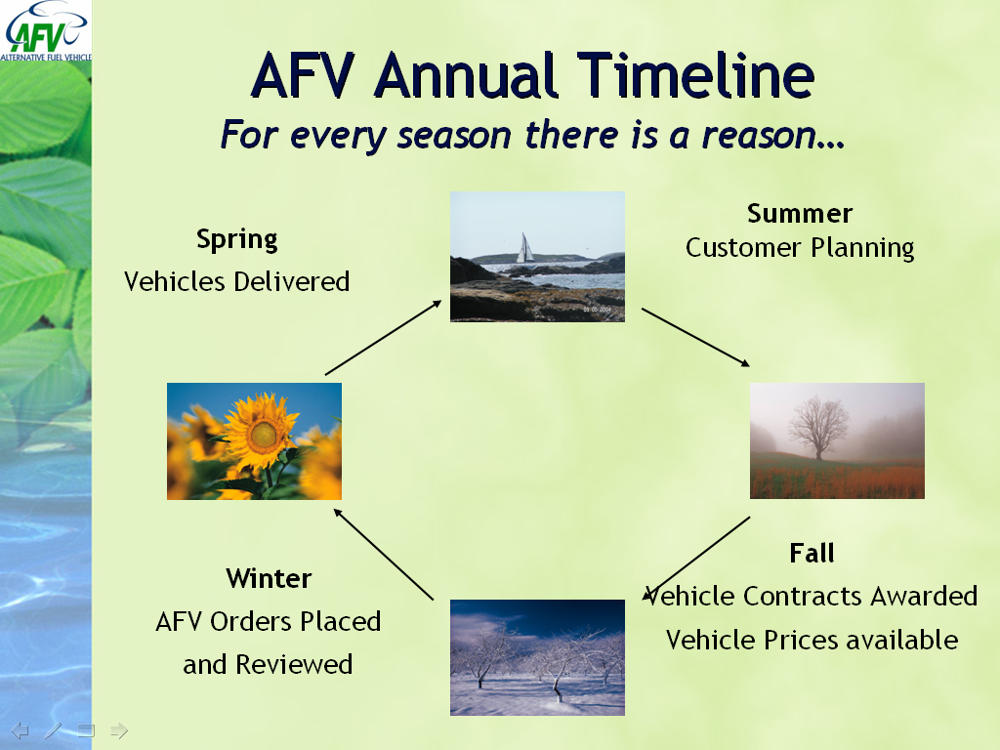 AFV
ALTERNATIVE FUEL VEHICLE
AFV Annual Timeline
For every season there is a reason…
Spring
Vehicles Delivered
Summer
Customer Planning
Fall
Vehicle Contracts Awarded
Vehicle Prices available
Winter
AFV Orders Placed
and Reviewed